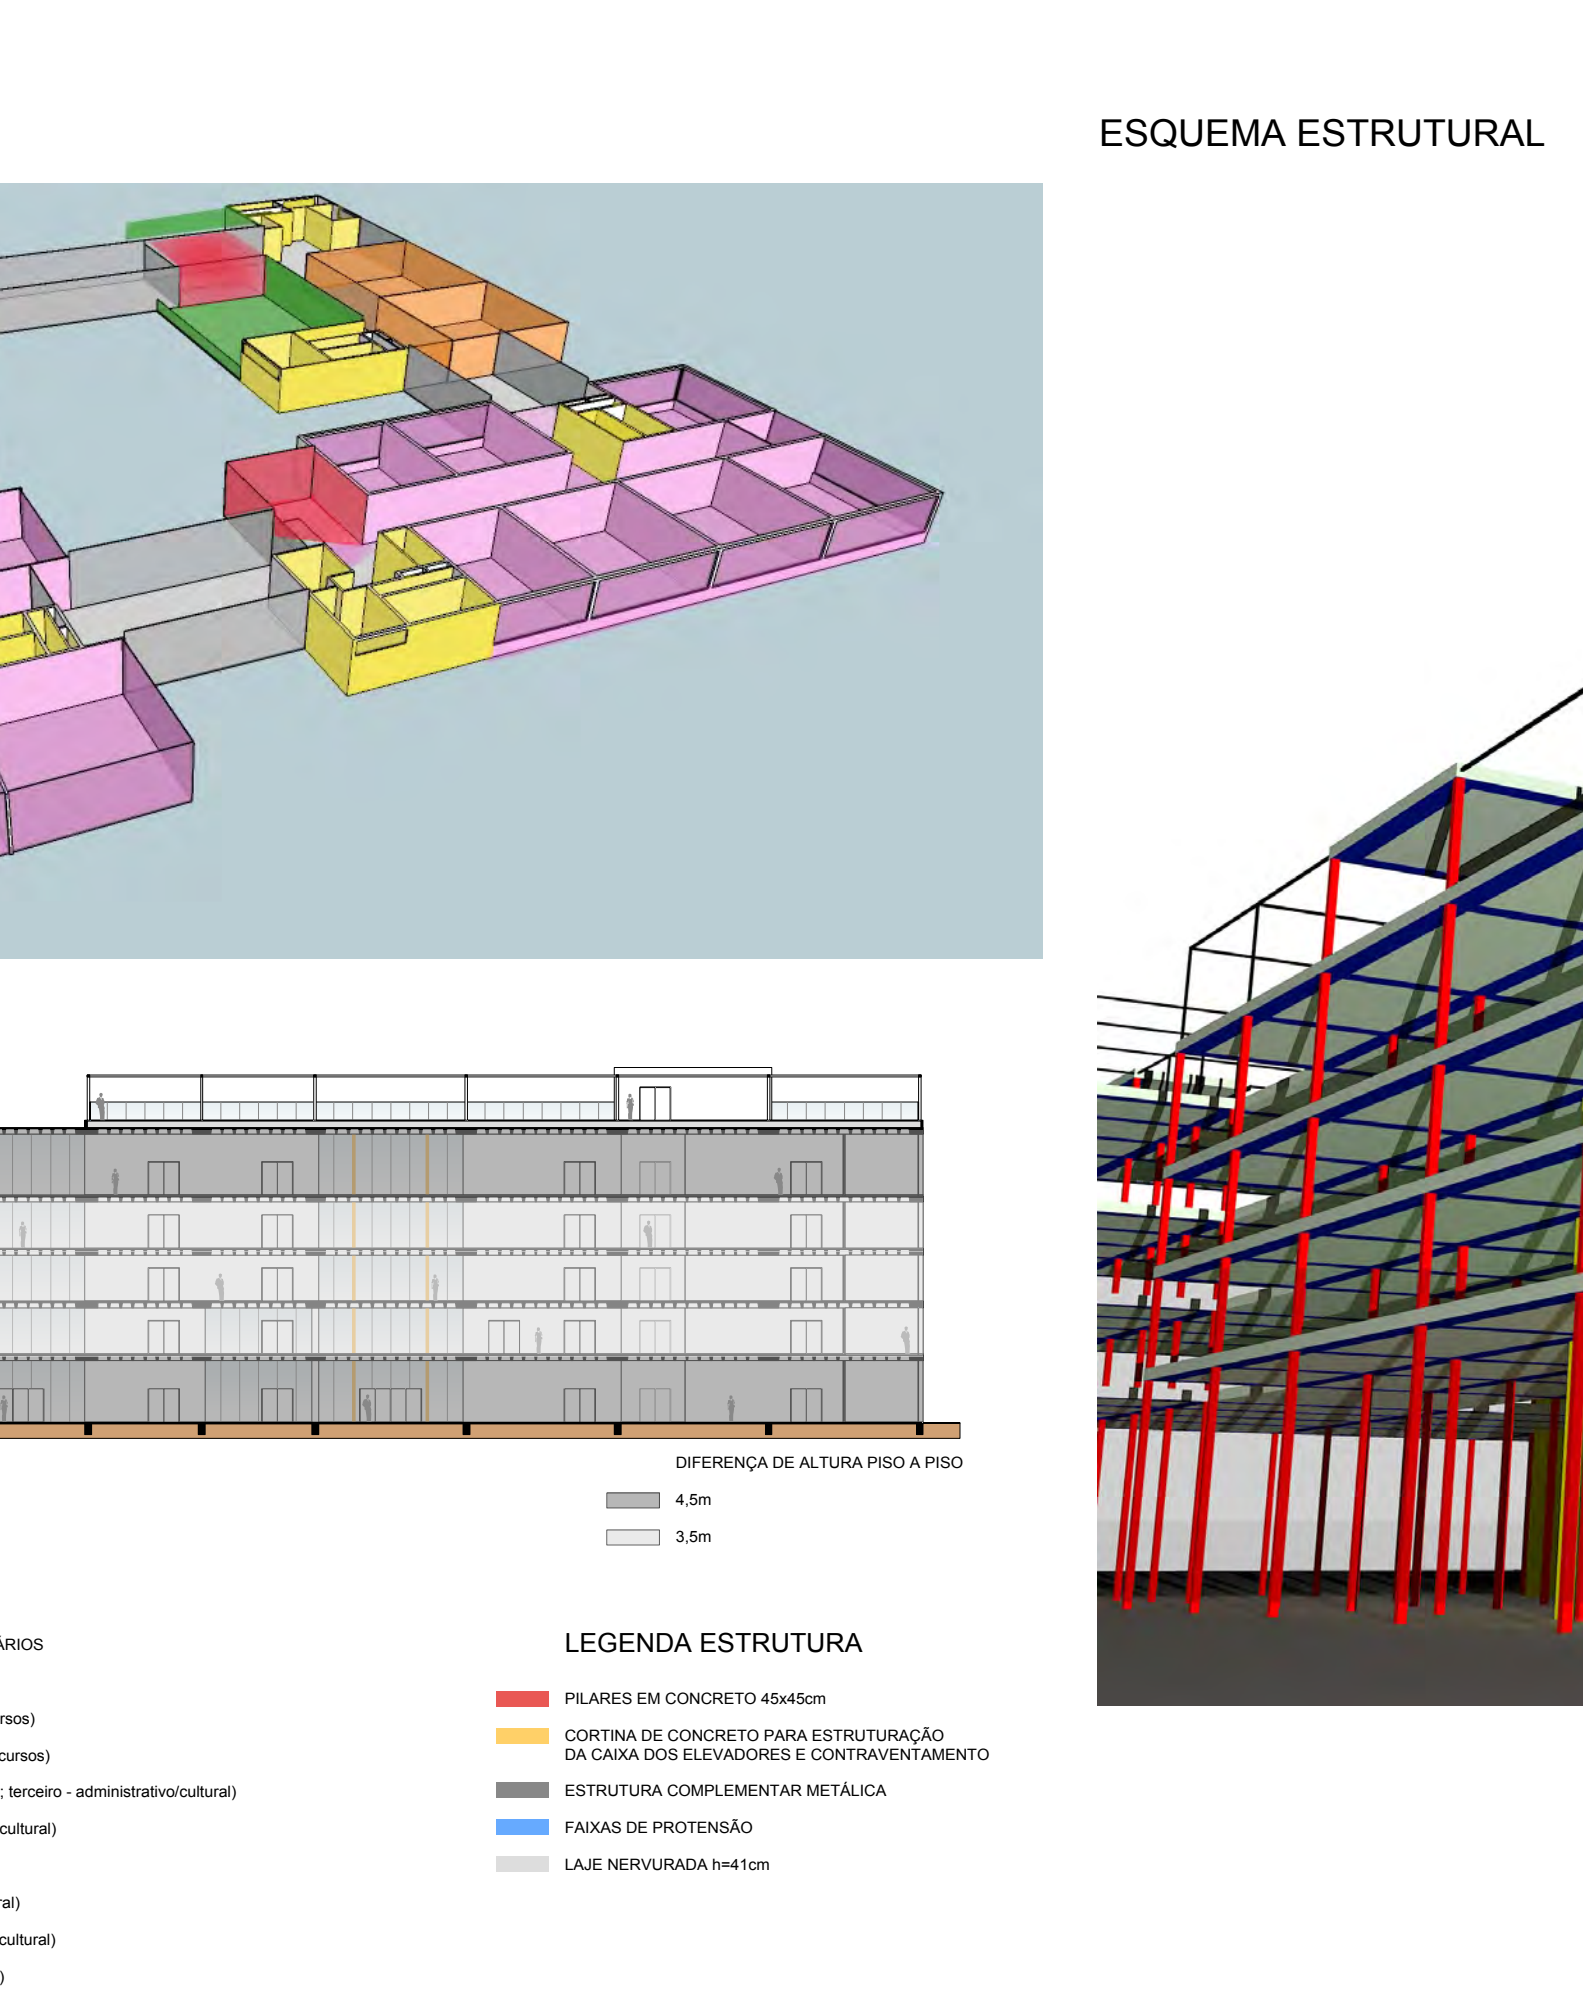 ESQUEMA ESTRUTURAL
DIFERENÇA DE ALTURA PISO A PISO
4,5m
3,5m
ÁRIOS
rsos)
cursos)
; terceiro - administrativo/cultural)
cultural)
ral)
cultural)
)
LEGENDA ESTRUTURA
PILARES EM CONCRETO 45x45cm
CORTINA DE CONCRETO PARA ESTRUTURAÇÃO
DA CAIXA DOS ELEVADORES E CONTRAVENTAMENTO
ESTRUTURA COMPLEMENTAR METÁLICA
FAIXAS DE PROTENSÃO
LAJE NERVURADA h=41cm